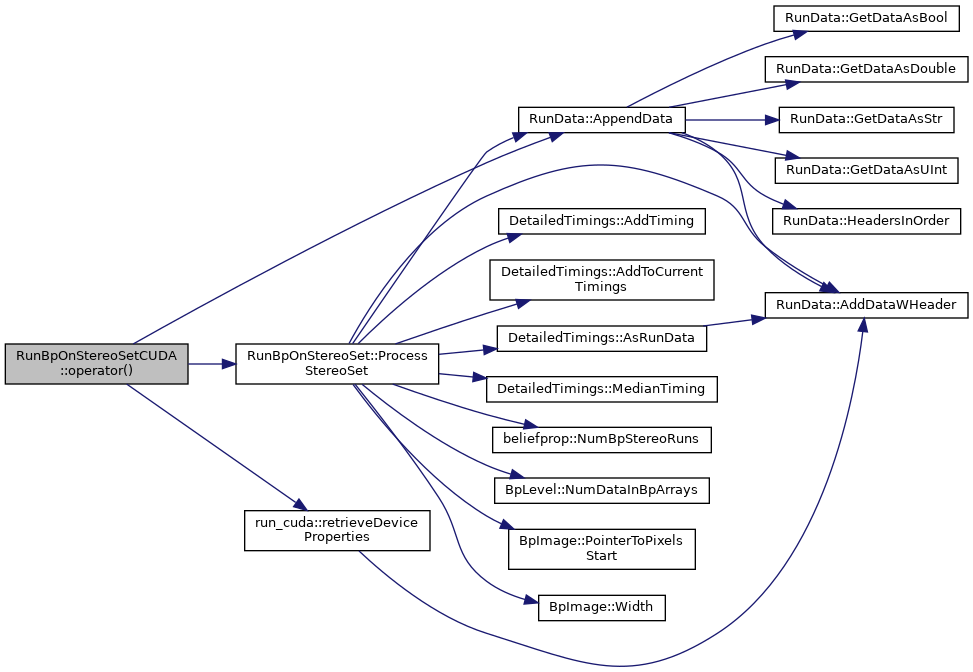 RunBpOnStereoSetCUDA
::operator()
RunBpOnStereoSet::Process
StereoSet
run_cuda::retrieveDevice
Properties
RunData::AppendData
DetailedTimings::AddTiming
DetailedTimings::AddToCurrent
Timings
DetailedTimings::AsRunData
DetailedTimings::MedianTiming
beliefprop::NumBpStereoRuns
BpLevel::NumDataInBpArrays
BpImage::PointerToPixels
Start
BpImage::Width
RunData::GetDataAsBool
RunData::GetDataAsDouble
RunData::GetDataAsStr
RunData::GetDataAsUInt
RunData::HeadersInOrder
RunData::AddDataWHeader